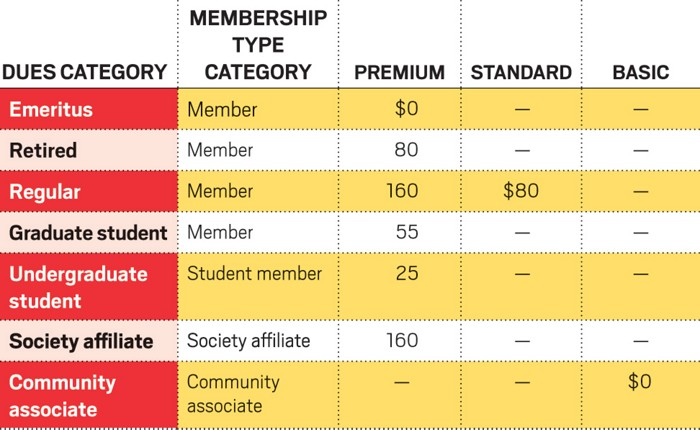 DUES CATEGORY MEMBERSHIP TYPE CATEGORY PREMIUM STANDARD BASIC
Emeritus Member $0 — —
Retired Member 80 — —
Regular Member 160 $80 —
Graduate student Member 55 — —
Undergraduate student Student member 25 — —
Society affiliate Society affiliate 160 — —
Community associate Community associate — — $0